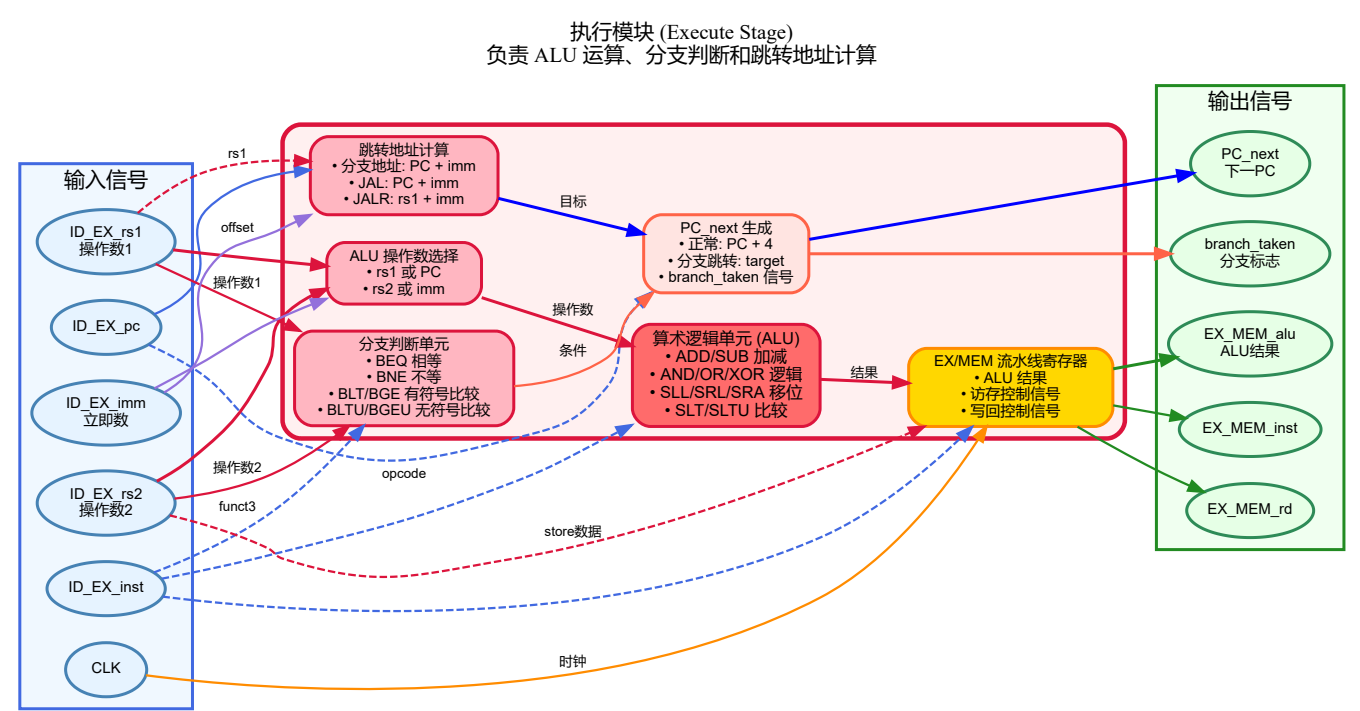 执行模块 (Execute Stage)
负责 ALU 运算、分支判断和跳转地址计算
输入信号
ID_EX_rs1
操作数1
ID_EX_pc
ID_EX_imm
立即数
ID_EX_rs2
操作数2
ID_EX_inst
CLK
rs1
offset
操作数1
操作数2
funct3
opcode
store数据
时钟
跳转地址计算
• 分支地址: PC + imm
• JAL: PC + imm
• JALR: rs1 + imm
ALU 操作数选择
• rs1 或 PC
• rs2 或 imm
分支判断单元
• BEQ 相等
• BNE 不等
• BLT/BGE 有符号比较
• BLTU/BGEU 无符号比较
目标
操作数
条件
PC_next 生成
• 正常: PC + 4
• 分支跳转: target
• branch_taken 信号
算术逻辑单元 (ALU)
• ADD/SUB 加减
• AND/OR/XOR 逻辑
• SLL/SRL/SRA 移位
• SLT/SLTU 比较
结果
EX/MEM 流水线寄存器
• ALU 结果
• 访存控制信号
• 写回控制信号
输出信号
PC_next
下一PC
branch_taken
分支标志
EX_MEM_alu
ALU结果
EX_MEM_inst
EX_MEM_rd